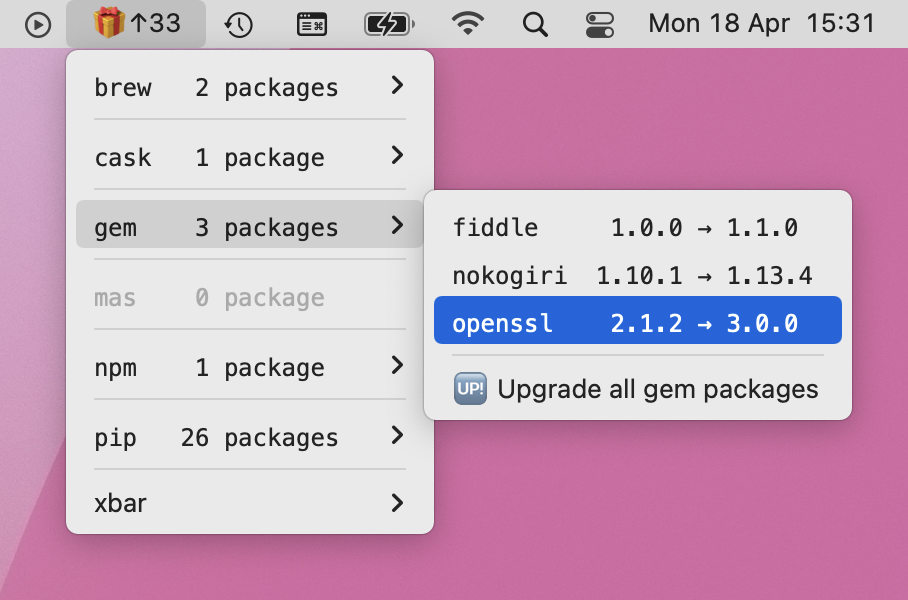 ↑33 Mon 18 Apr 15:31
brew 2 packages
cask 1 package
gem 3 packages
mas 0 package
npm 1 package
pip 26 packages
xbar
fiddle 1.0.0 → 1.1.0
nokogiri 1.10.1 → 1.13.4
openssl 2.1.2 → 3.0.0
UP! Upgrade all gem packages